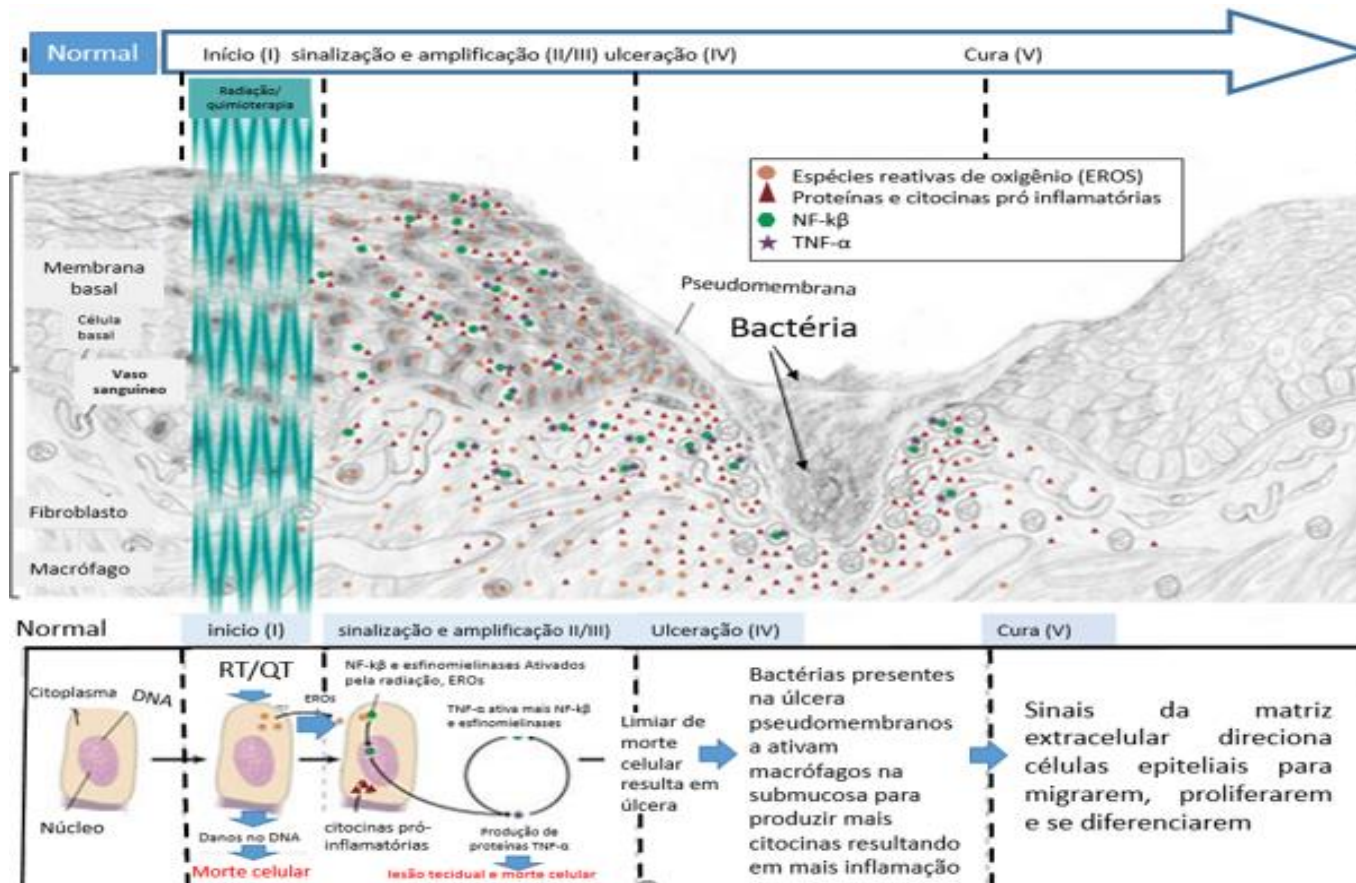 Normal
Início (I) sinalização e amplificação (II/III) ulceração (IV)
Cura (V)
Radiação/
quimioterapia
Espécies reativas de oxigênio (EROS)
Proteínas e citocinas pró inflamatórias
NF-kβ
TNF-α
Membrana
basal
Célula
basal
Vaso
sanguíneo
Fibroblasto
Macrófago
Pseudomembrana
Bactéria
Normal
inicio (I)
sinalização e amplificação II/III)
Ulceração (IV)
Cura (V)
Citoplasma
DNA
Núcleo
RT/QT
EROs
Danos no DNA
Morte celular
NF-kβ e esfinomielinases Ativados
pela radiação, EROs
citocinas pró-
inflamatórias
TNF-α ativa mais NF-kβ
e esfinomielinases
Produção de
proteínas TNF-α
lesão tecidual e morte celular
Limiar de
morte
celular
resulta em
úlcera
Bactérias presentes
na úlcera
pseudomembranos
a ativam
macrófagos na
submucosa para
produzir mais
citocinas resultando
em mais inflamação
Sinais da matriz
extracelular direciona
células epiteliais para
migrarem, proliferarem
e se diferenciarem